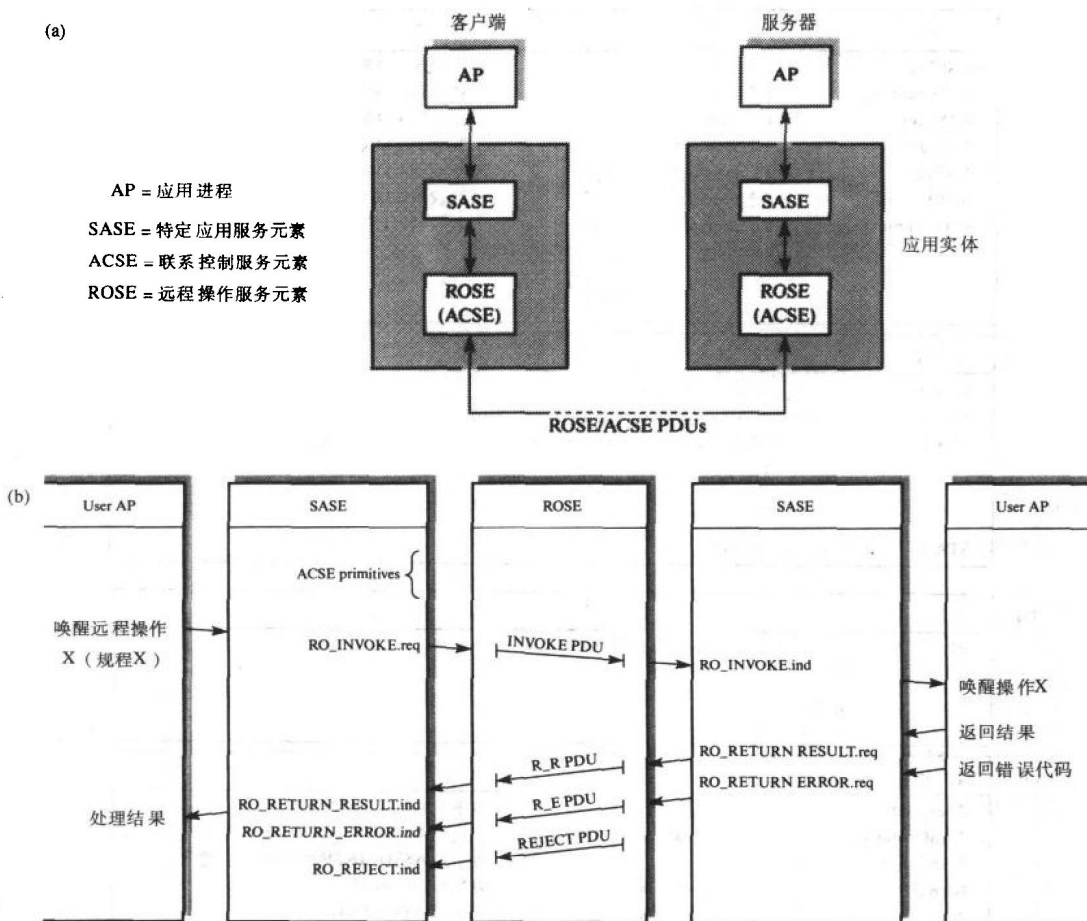 (a)
客户端
服务器
AP
AP
AP = 应用进程
SASE = 特定应用服务元素
ACSE = 联系控制服务元素
ROSE = 远程操作服务元素
SASE
SASE
应用实体
ROSE
(ACSE)
ROSE
(ACSE)
ROSE/ACSE PDUs
(b)
User AP
SASE
ROSE
SASE
User AP
ACSE primitives
唤醒远程操作
X（规程X）
RO_INVOKE.req
INVOKE PDU
RO_INVOKE.ind
唤醒操作X
返回结果
RO_RETURN RESULT.req
R_R PDU
返回错误代码
RO_RETURN ERROR.req
RO_RETURN_RESULT.ind
R_E PDU
处理结果
RO_RETURN_ERROR.ind
REJECT PDU
RO_REJECT.ind